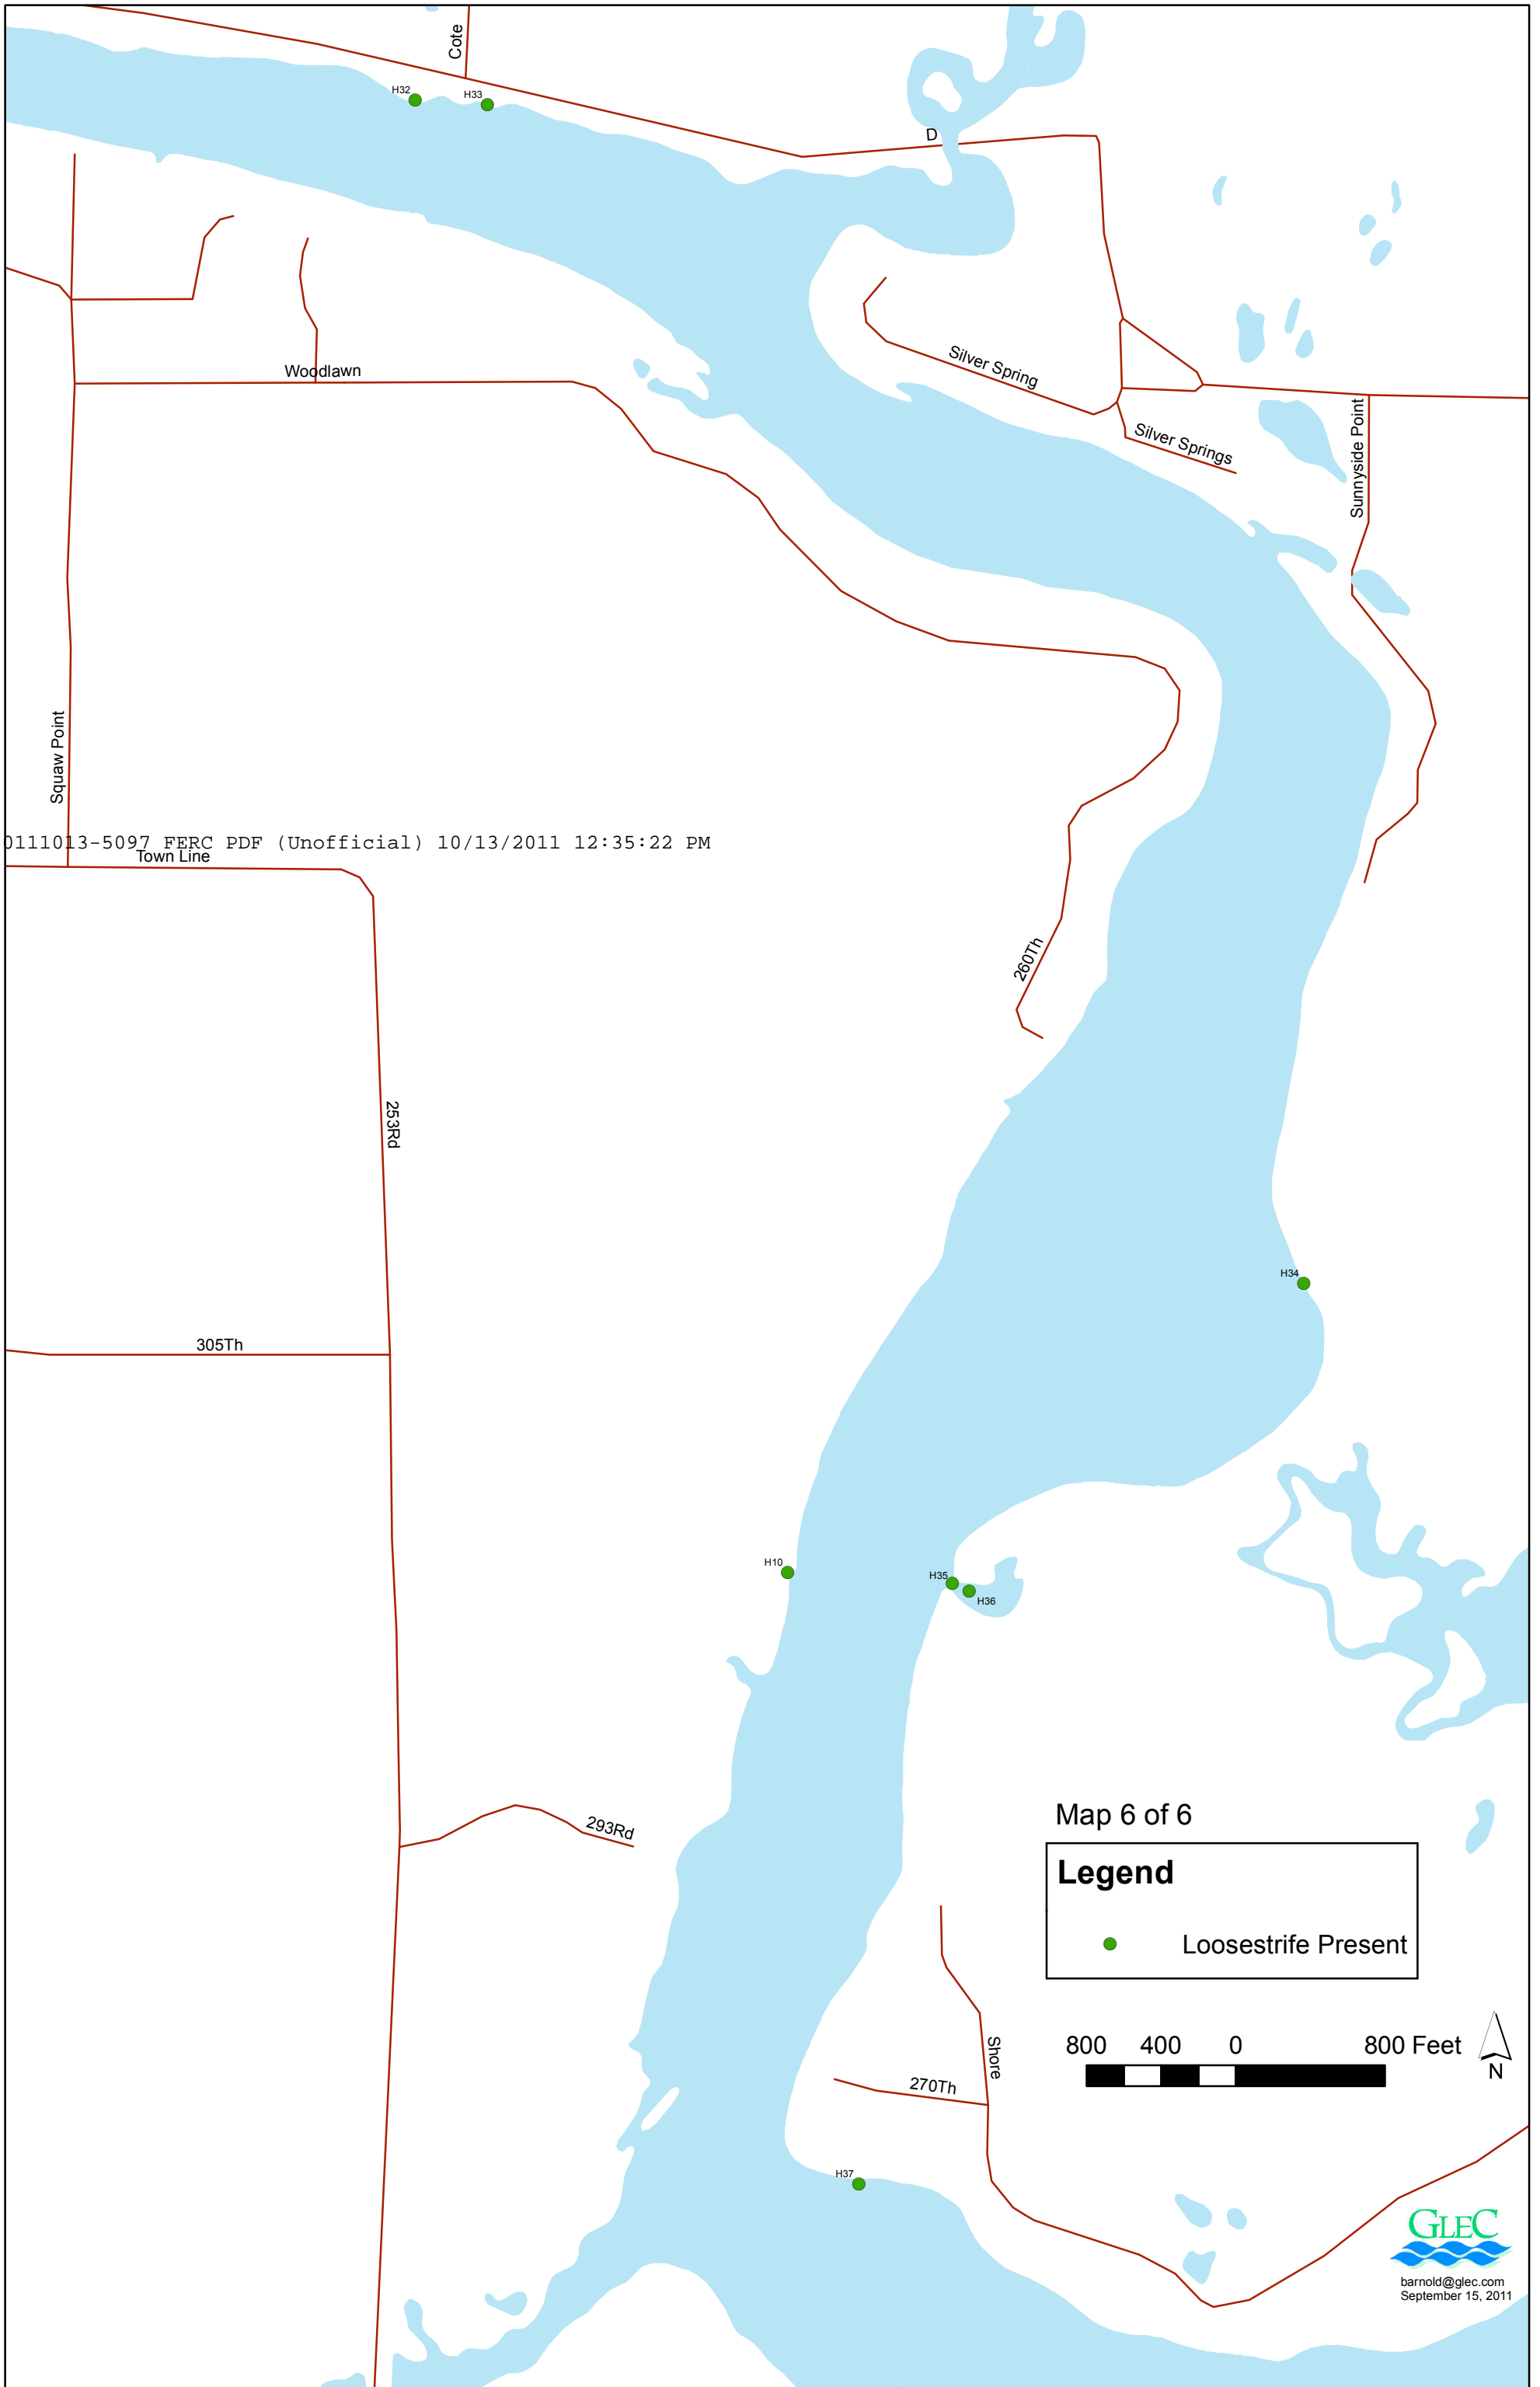 Cote
H32
H33
D
Silver Spring
Woodlawn
Silver Springs
Sunnyside Point
Squaw Point
0111013-5097 FERC PDF (Unofficial) 10/13/2011 12:35:22 PM
Town Line
260Th
253Rd
H34
305Th
H10
H35
H36
293Rd
Map 6 of 6
Legend
Loosestrife Present
Shore
800 400 0 800 Feet
N
270Th
H37
GLEC
barnold@glec.com
September 15, 2011